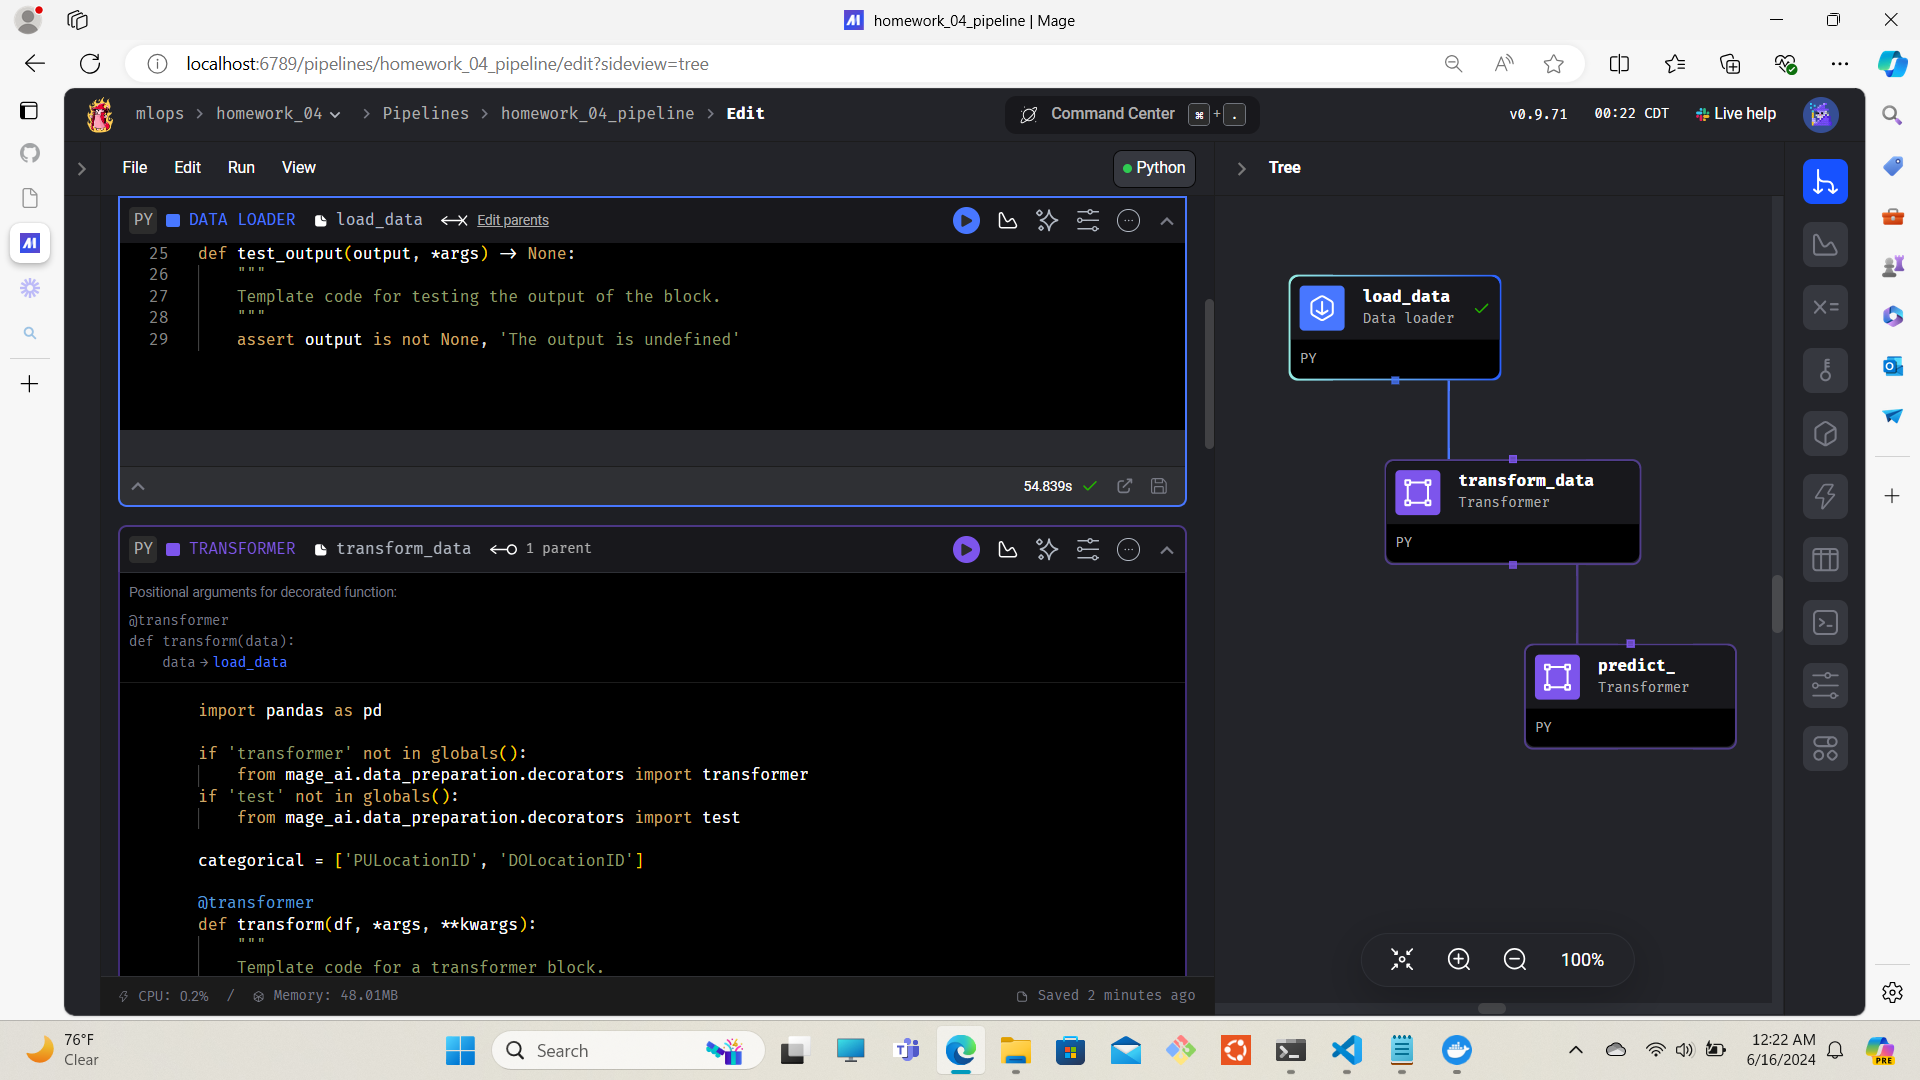 homework_04_pipeline | Mage
localhost:6789/pipelines/homework_04_pipeline/edit?sideview=tree
mlops > homework_04 > Pipelines > homework_04_pipeline > Edit
Command Center ⌘ + .
v0.9.71 00:22 CDT Live help
File Edit Run View
Python
Tree
PY DATA LOADER load_data Edit parents
25 def test_output(output, *args) → None:
26 """
27 Template code for testing the output of the block.
28 """
29 assert output is not None, 'The output is undefined'
54.839s
PY TRANSFORMER transform_data 1 parent
Positional arguments for decorated function:
@transformer
def transform(data):
data → load_data
import pandas as pd
if 'transformer' not in globals():
from mage_ai.data_preparation.decorators import transformer
if 'test' not in globals():
from mage_ai.data_preparation.decorators import test
categorical = ['PULocationID', 'DOLocationID']
@transformer
def transform(df, *args, **kwargs):
"""
Template code for a transformer block.
CPU: 0.2% / Memory: 48.01MB
Saved 2 minutes ago
load_data
Data loader
PY
transform_data
Transformer
PY
predict_
Transformer
PY
100%
76°F
Clear
Search
12:22 AM
6/16/2024
PRE